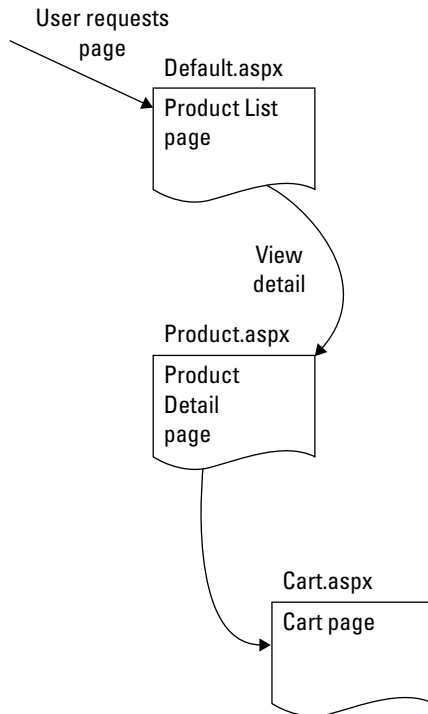 User requests
page
Default.aspx
Product List
page
View
detail
Product.aspx
Product
Detail
page
Cart.aspx
Cart page